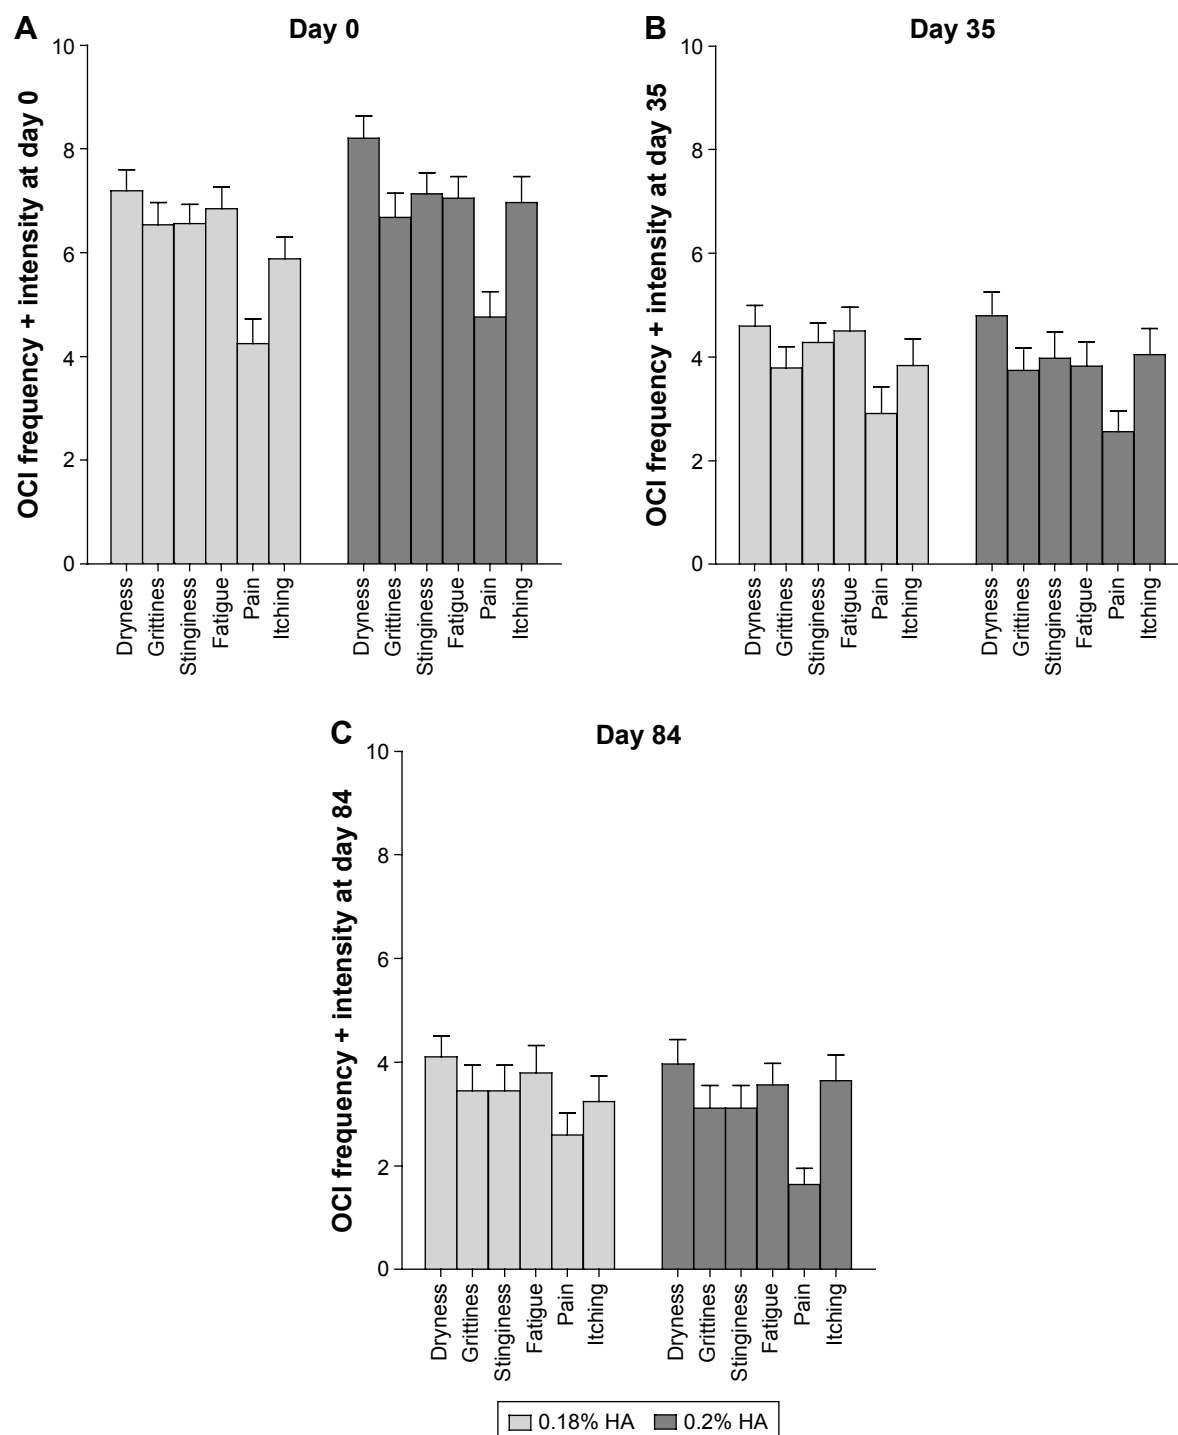 A
Day 0
OCI frequency + intensity at day 0
10
8
6
4
2
0
Dryness
Grittines
Stinginess
Fatigue
Pain
Itching
Dryness
Grittines
Stinginess
Fatigue
Pain
Itching
B
Day 35
OCI frequency + intensity at day 35
10
8
6
4
2
0
Dryness
Grittines
Stinginess
Fatigue
Pain
Itching
Dryness
Grittines
Stinginess
Fatigue
Pain
Itching
C
Day 84
OCI frequency + intensity at day 84
10
8
6
4
2
0
Dryness
Grittines
Stinginess
Fatigue
Pain
Itching
Dryness
Grittines
Stinginess
Fatigue
Pain
Itching
0.18% HA 0.2% HA